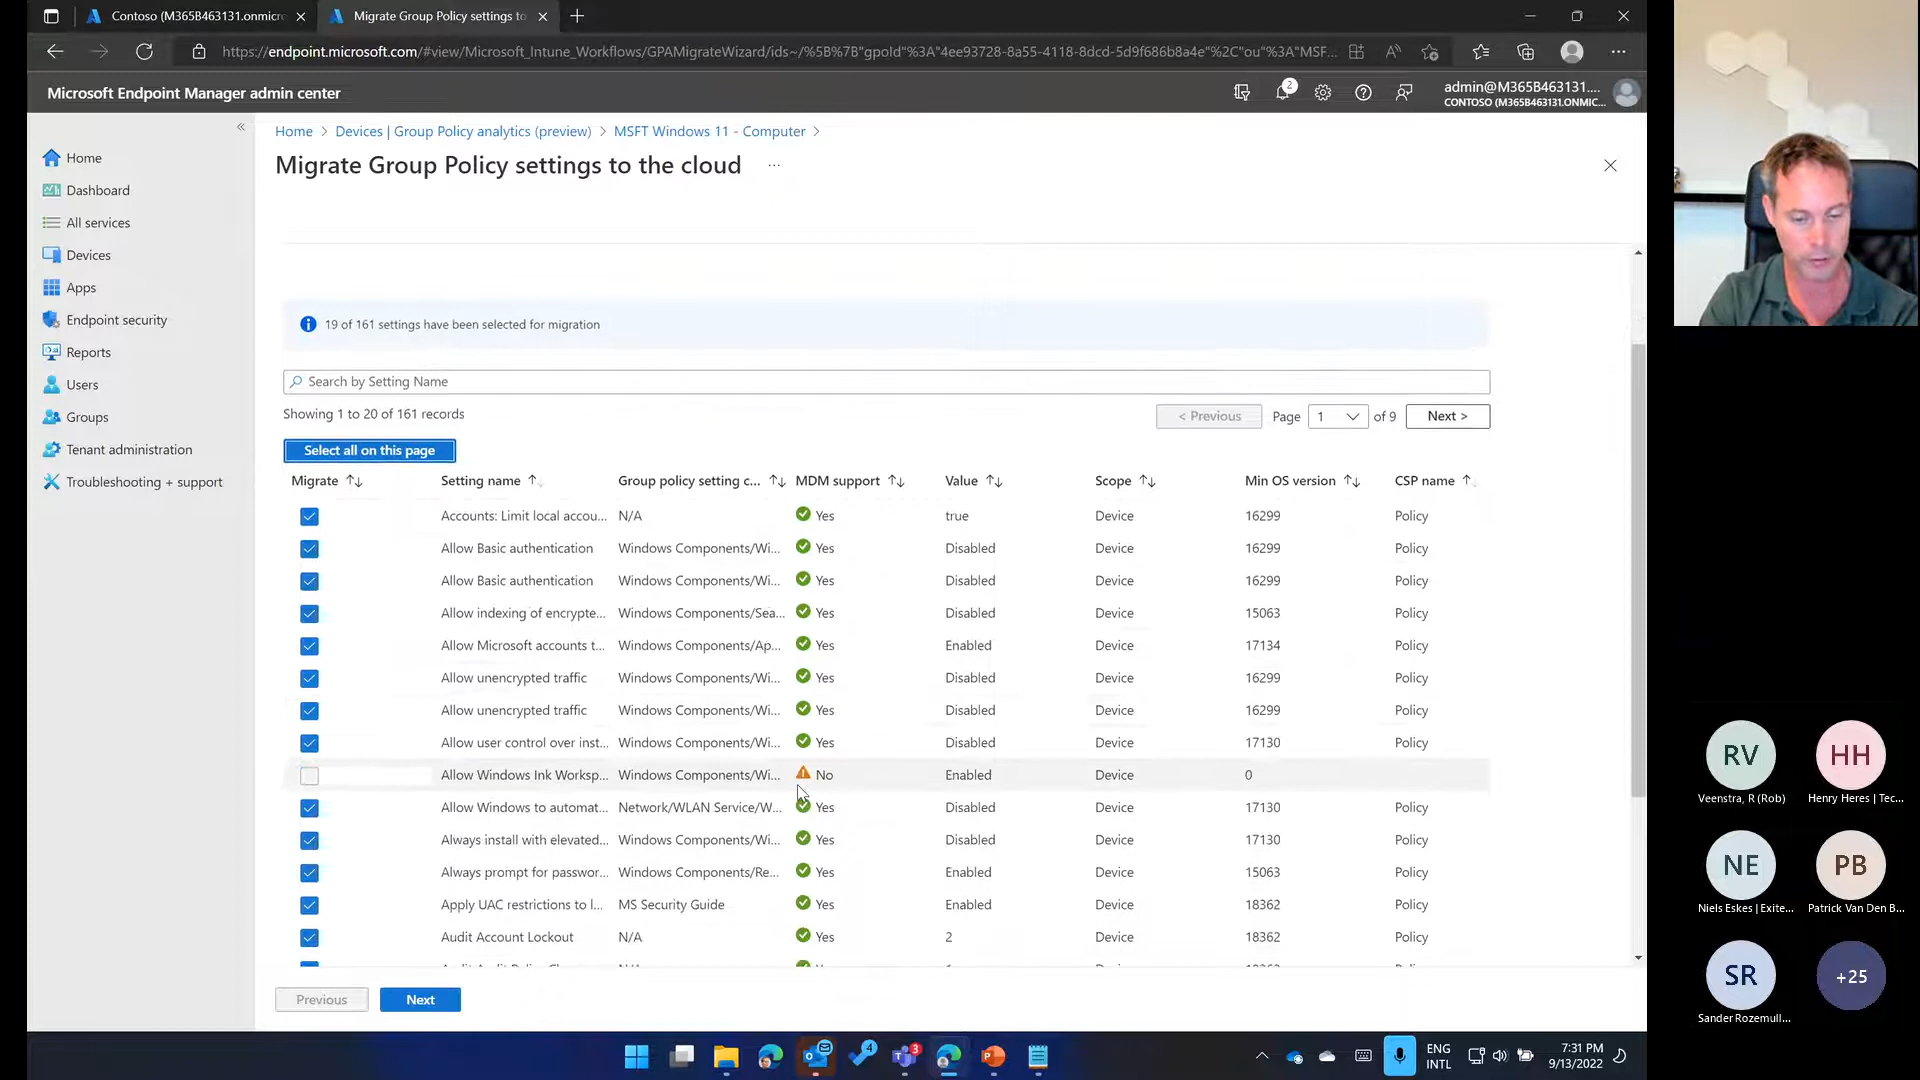 Contoso (M365B463131.onmicr
Migrate Group Policy settings to
https://endpoint.microsoft.com/#view/Microsoft_Intune_Workflows/GPAMigrateWizard/ids~/%5B%7B"gpoId"%3A"4ee93728-8a55-4118-8dcd-5d9f686b8a4e"%2C"ou"%3A"MSF...
Microsoft Endpoint Manager admin center
2
admin@M365B463131....
CONTOSO (M365B463131.ONMIC...
Home
Dashboard
All services
Devices
Apps
Endpoint security
Reports
Users
Groups
Tenant administration
Troubleshooting + support
Home > Devices | Group Policy analytics (preview) > MSFT Windows 11 - Computer >
Migrate Group Policy settings to the cloud ...
19 of 161 settings have been selected for migration
Search by Setting Name
Showing 1 to 20 of 161 records
< Previous Page 1 of 9 Next >
Select all on this page
Migrate Setting name Group policy setting c... MDM support Value Scope Min OS version CSP name
Accounts: Limit local accou... N/A Yes true Device 16299 Policy
Allow Basic authentication Windows Components/Wi... Yes Disabled Device 16299 Policy
Allow Basic authentication Windows Components/Wi... Yes Disabled Device 16299 Policy
Allow indexing of encrypte... Windows Components/Sea... Yes Disabled Device 15063 Policy
Allow Microsoft accounts t... Windows Components/Ap... Yes Enabled Device 17134 Policy
Allow unencrypted traffic Windows Components/Wi... Yes Disabled Device 16299 Policy
Allow unencrypted traffic Windows Components/Wi... Yes Disabled Device 16299 Policy
Allow user control over inst... Windows Components/Wi... Yes Disabled Device 17130 Policy
Allow Windows Ink Worksp... Windows Components/Wi... No Enabled Device 0
Allow Windows to automat... Network/WLAN Service/W... Yes Disabled Device 17130 Policy
Always install with elevated... Windows Components/Wi... Yes Disabled Device 17130 Policy
Always prompt for passwor... Windows Components/Re... Yes Enabled Device 15063 Policy
Apply UAC restrictions to l... MS Security Guide Yes Enabled Device 18362 Policy
Audit Account Lockout N/A Yes 2 Device 18362 Policy
Previous Next
4
3
ENG
INTL
7:31 PM
9/13/2022
RV
Veenstra, R (Rob)
HH
Henry Heres | Tec...
NE
Niels Eskes | Exite...
PB
Patrick Van Den B...
SR
Sander Rozemull...
+25